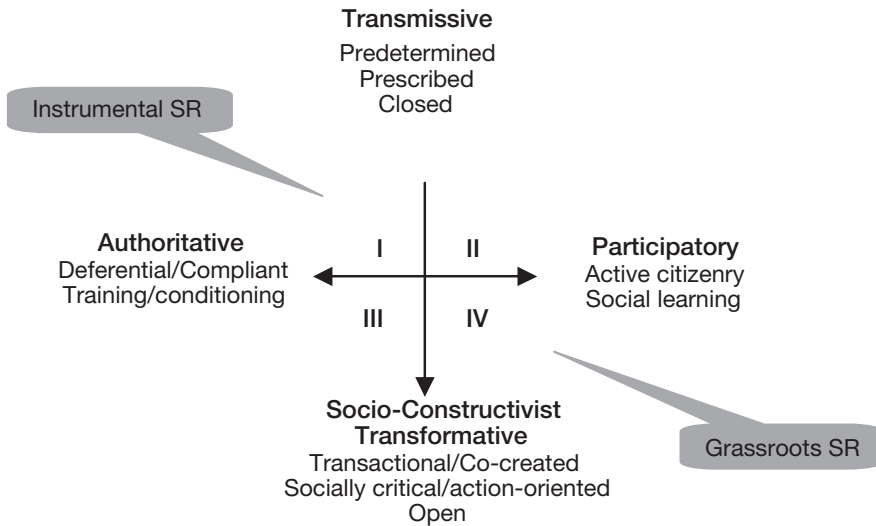 Transmissive
Predetermined
Prescribed
Closed
Instrumental SR
Authoritative
Deferential/Compliant
Training/conditioning
I
II
Participatory
Active citizenry
Social learning
III
IV
Socio-Constructivist
Transformative
Transactional/Co-created
Socially critical/action-oriented
Open
Grassroots SR